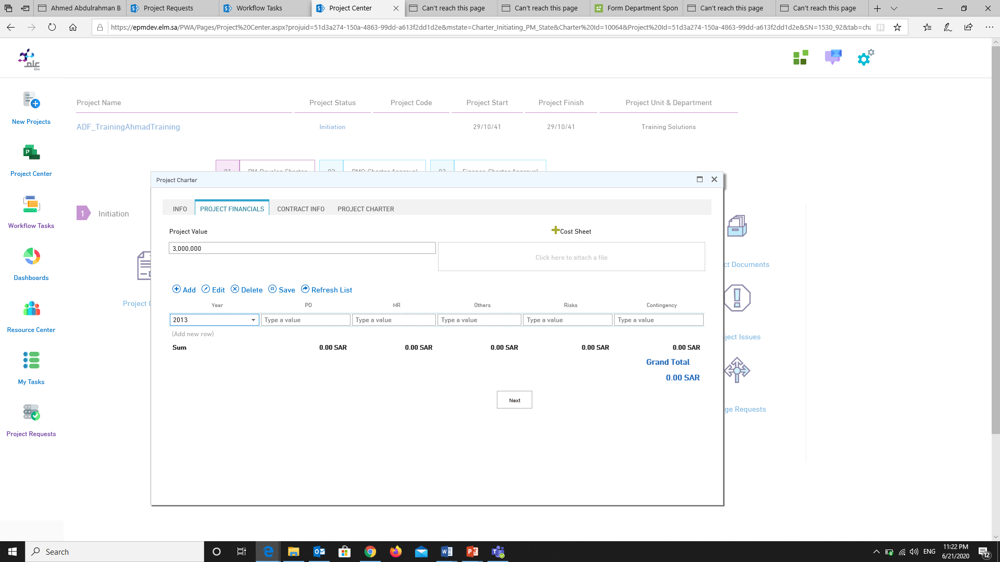 Ahmed Abdulrahman B
Project Requests
Workflow Tasks
Project Center
Can't reach this page
Can't reach this page
Form Department Spon
Can't reach this page
Can't reach this page
https://epmdev.elm.sa/PWA/Pages/Project%20Center.aspx?projuid=51d3a274-150a-4863-99dd-a613f2dd1d2e&mstate=Charter_Initiating_PM_State&Charter%20Id=10064&Project%20Id=51d3a274-150a-4863-99dd-a613f2dd1d2e&SN=1530_92&tab=cha
علم
Elm
New Projects
Project Center
Workflow Tasks
Dashboards
Resource Center
My Tasks
Project Requests
Project Name Project Status Project Code Project Start Project Finish Project Unit & Department
ADF_TrainingAhmadTraining Initiation 29/10/41 29/10/41 Training Solutions
01 PM-Develop Charter 02 PMO-Charter Approval 03 Finance-Charter Approval
1 Initiation
Project C
ct Documents
ject Issues
ge Requests
Project Charter
INFO PROJECT FINANCIALS CONTRACT INFO PROJECT CHARTER
Project Value Cost Sheet
3,000,000
Click here to attach a file
Add Edit Delete Save Refresh List
Year PO HR Others Risks Contingency
2013 Type a value Type a value Type a value Type a value Type a value
(Add new row)
Sum 0.00 SAR 0.00 SAR 0.00 SAR 0.00 SAR 0.00 SAR
Grand Total
0.00 SAR
Next
Search
ENG
11:22 PM
6/21/2020
12